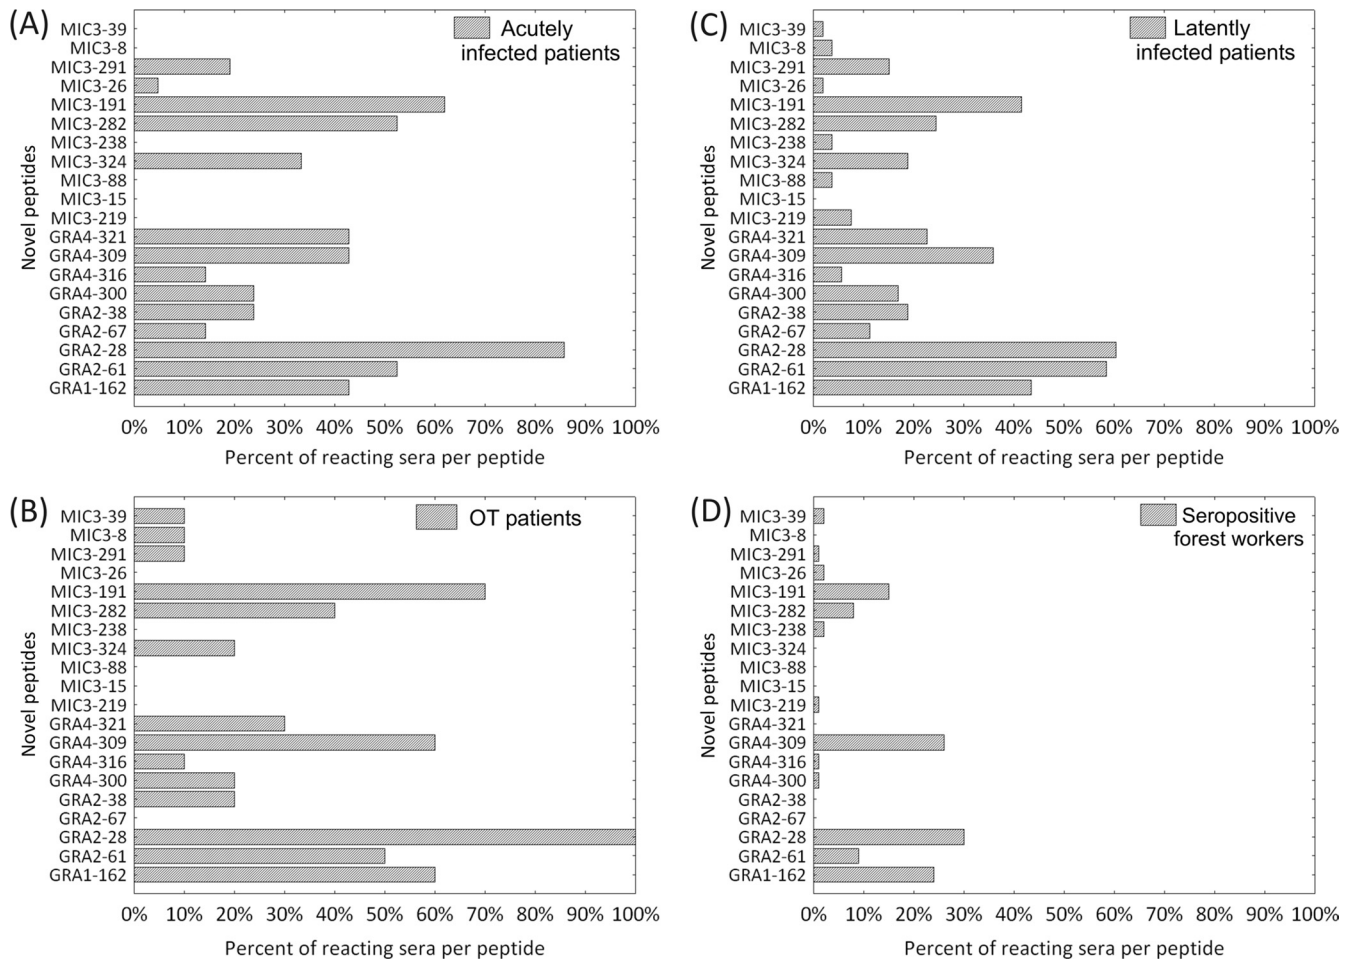 (A)
Acutely
infected patients
Novel peptides
MIC3-39
MIC3-8
MIC3-291
MIC3-26
MIC3-191
MIC3-282
MIC3-238
MIC3-324
MIC3-88
MIC3-15
MIC3-219
GRA4-321
GRA4-309
GRA4-316
GRA4-300
GRA2-38
GRA2-67
GRA2-28
GRA2-61
GRA1-162
0% 10% 20% 30% 40% 50% 60% 70% 80% 90% 100%
Percent of reacting sera per peptide
(C)
Latently
infected patients
Novel peptides
MIC3-39
MIC3-8
MIC3-291
MIC3-26
MIC3-191
MIC3-282
MIC3-238
MIC3-324
MIC3-88
MIC3-15
MIC3-219
GRA4-321
GRA4-309
GRA4-316
GRA4-300
GRA2-38
GRA2-67
GRA2-28
GRA2-61
GRA1-162
0% 10% 20% 30% 40% 50% 60% 70% 80% 90% 100%
Percent of reacting sera per peptide
(B)
OT patients
Novel peptides
MIC3-39
MIC3-8
MIC3-291
MIC3-26
MIC3-191
MIC3-282
MIC3-238
MIC3-324
MIC3-88
MIC3-15
MIC3-219
GRA4-321
GRA4-309
GRA4-316
GRA4-300
GRA2-38
GRA2-67
GRA2-28
GRA2-61
GRA1-162
0% 10% 20% 30% 40% 50% 60% 70% 80% 90% 100%
Percent of reacting sera per peptide
(D)
Seropositive
forest workers
Novel peptides
MIC3-39
MIC3-8
MIC3-291
MIC3-26
MIC3-191
MIC3-282
MIC3-238
MIC3-324
MIC3-88
MIC3-15
MIC3-219
GRA4-321
GRA4-309
GRA4-316
GRA4-300
GRA2-38
GRA2-67
GRA2-28
GRA2-61
GRA1-162
0% 10% 20% 30% 40% 50% 60% 70% 80% 90% 100%
Percent of reacting sera per peptide